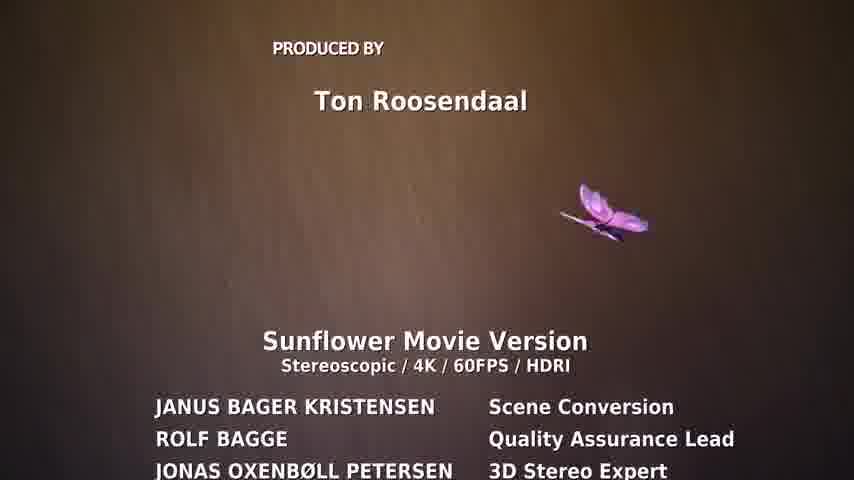 PRODUCED BY
Ton Roosendaal
Sunflower Movie Version
Stereoscopic / 4K / 60FPS / HDRI
JANUS BAGER KRISTENSEN Scene Conversion
ROLF BAGGE Quality Assurance Lead
JONAS OXENBØLL PETERSEN 3D Stereo Expert